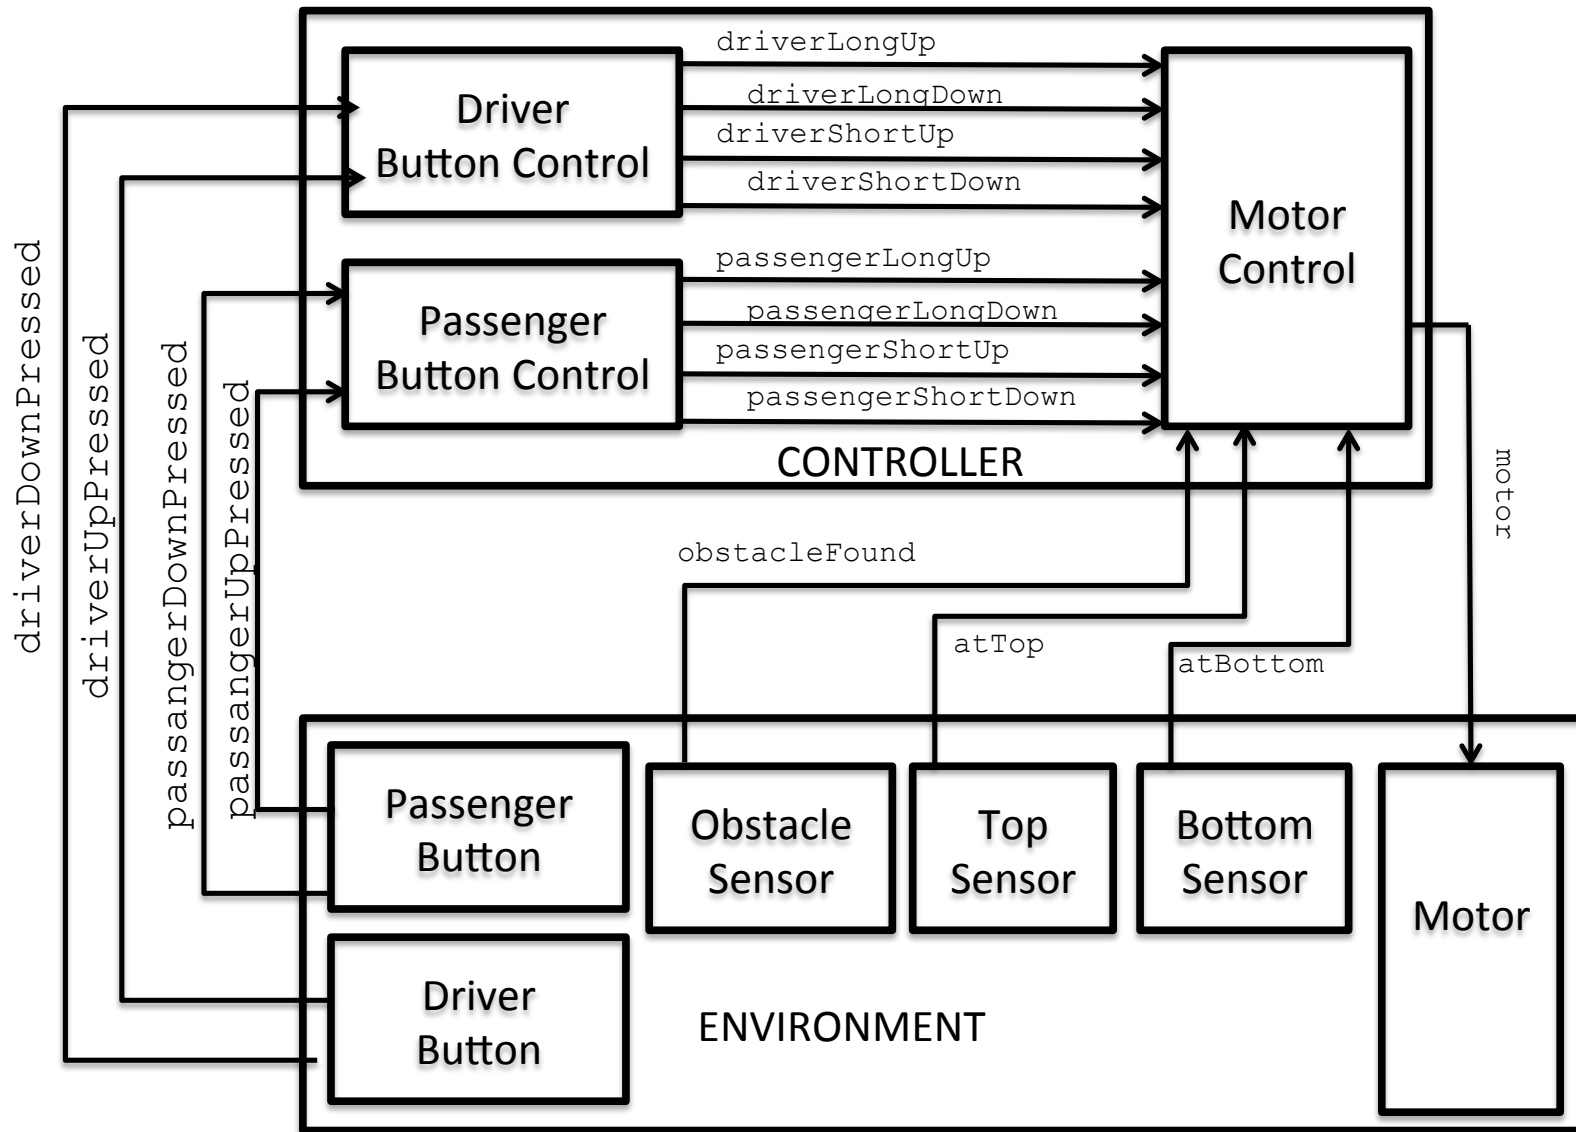 driverLongUp
driverLongDown
driverShortUp
driverShortDown
Driver
Button Control
Motor
Control
passengerLongUp
passengerLongDown
passengerShortUp
passengerShortDown
Passenger
Button Control
CONTROLLER
driverDownPressed
driverUpPressed
passangerDownPressed
passangerUpPressed
motor
obstacleFound
atTop
atBottom
Passenger
Button
Obstacle
Sensor
Top
Sensor
Bottom
Sensor
Motor
Driver
Button
ENVIRONMENT